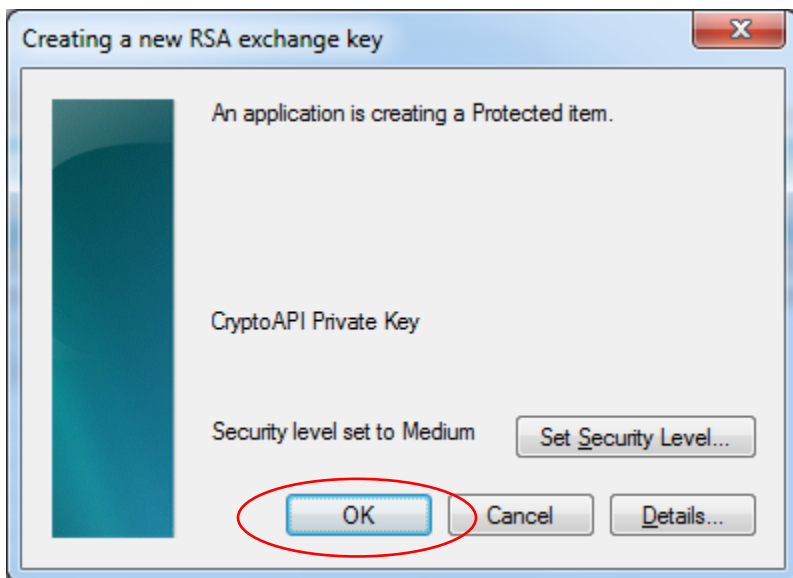 Creating a new RSA exchange key
An application is creating a Protected item.
CryptoAPI Private Key
Security level set to Medium
Set Security Level...
OK
Cancel
Details...